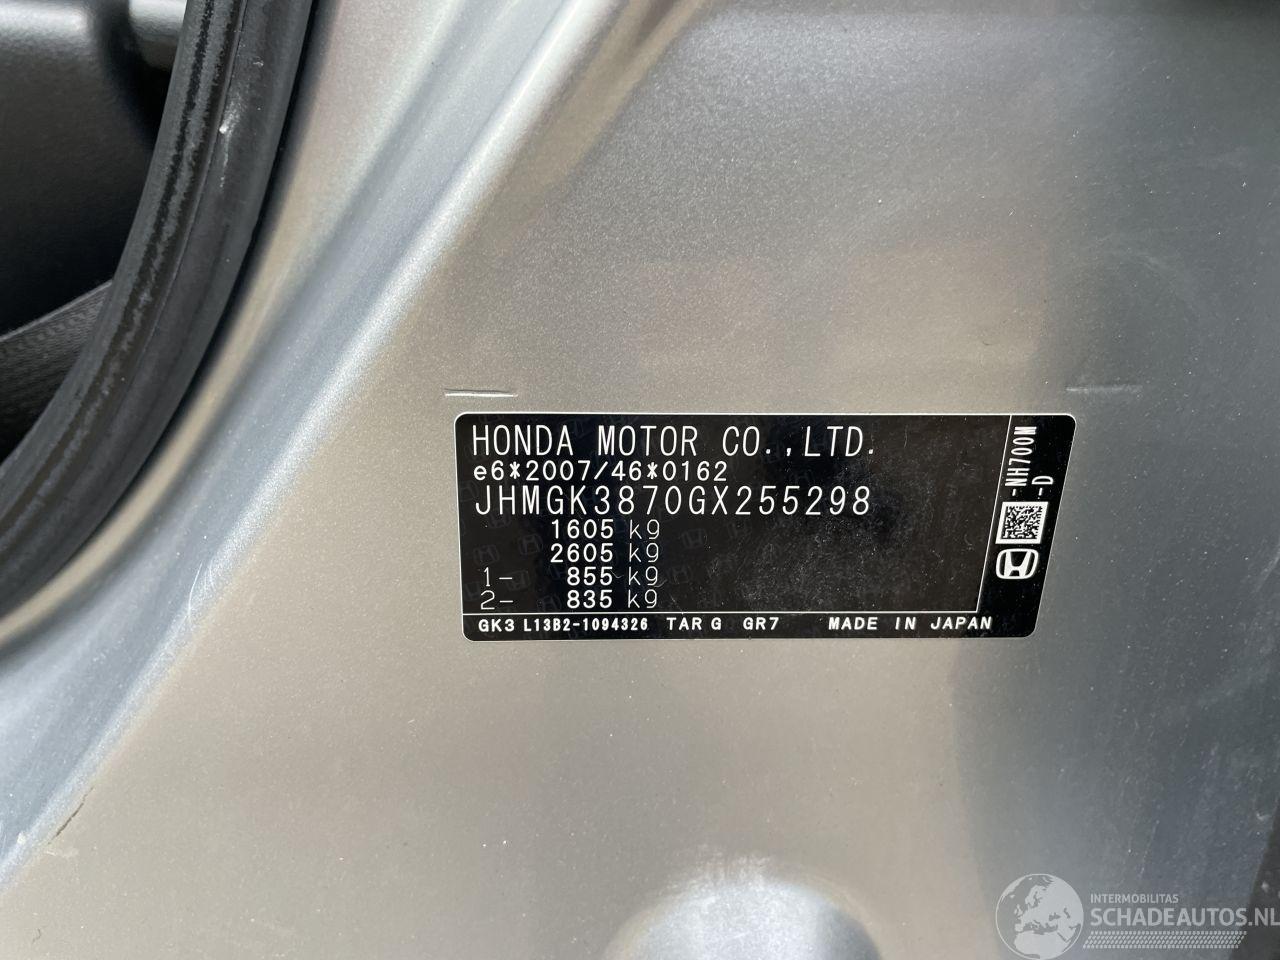 HONDA MOTOR CO.,LTD.
e6*2007/46*0162
JHMGK3870GX255298
1605 kg
2605 kg
1- 855 kg
2- 835 kg
GK3 L13B2-1094326 TAR G GR7 MADE IN JAPAN
-NH700M
-D
INTERMOBILITAS
SCHADEAUTOS.NL